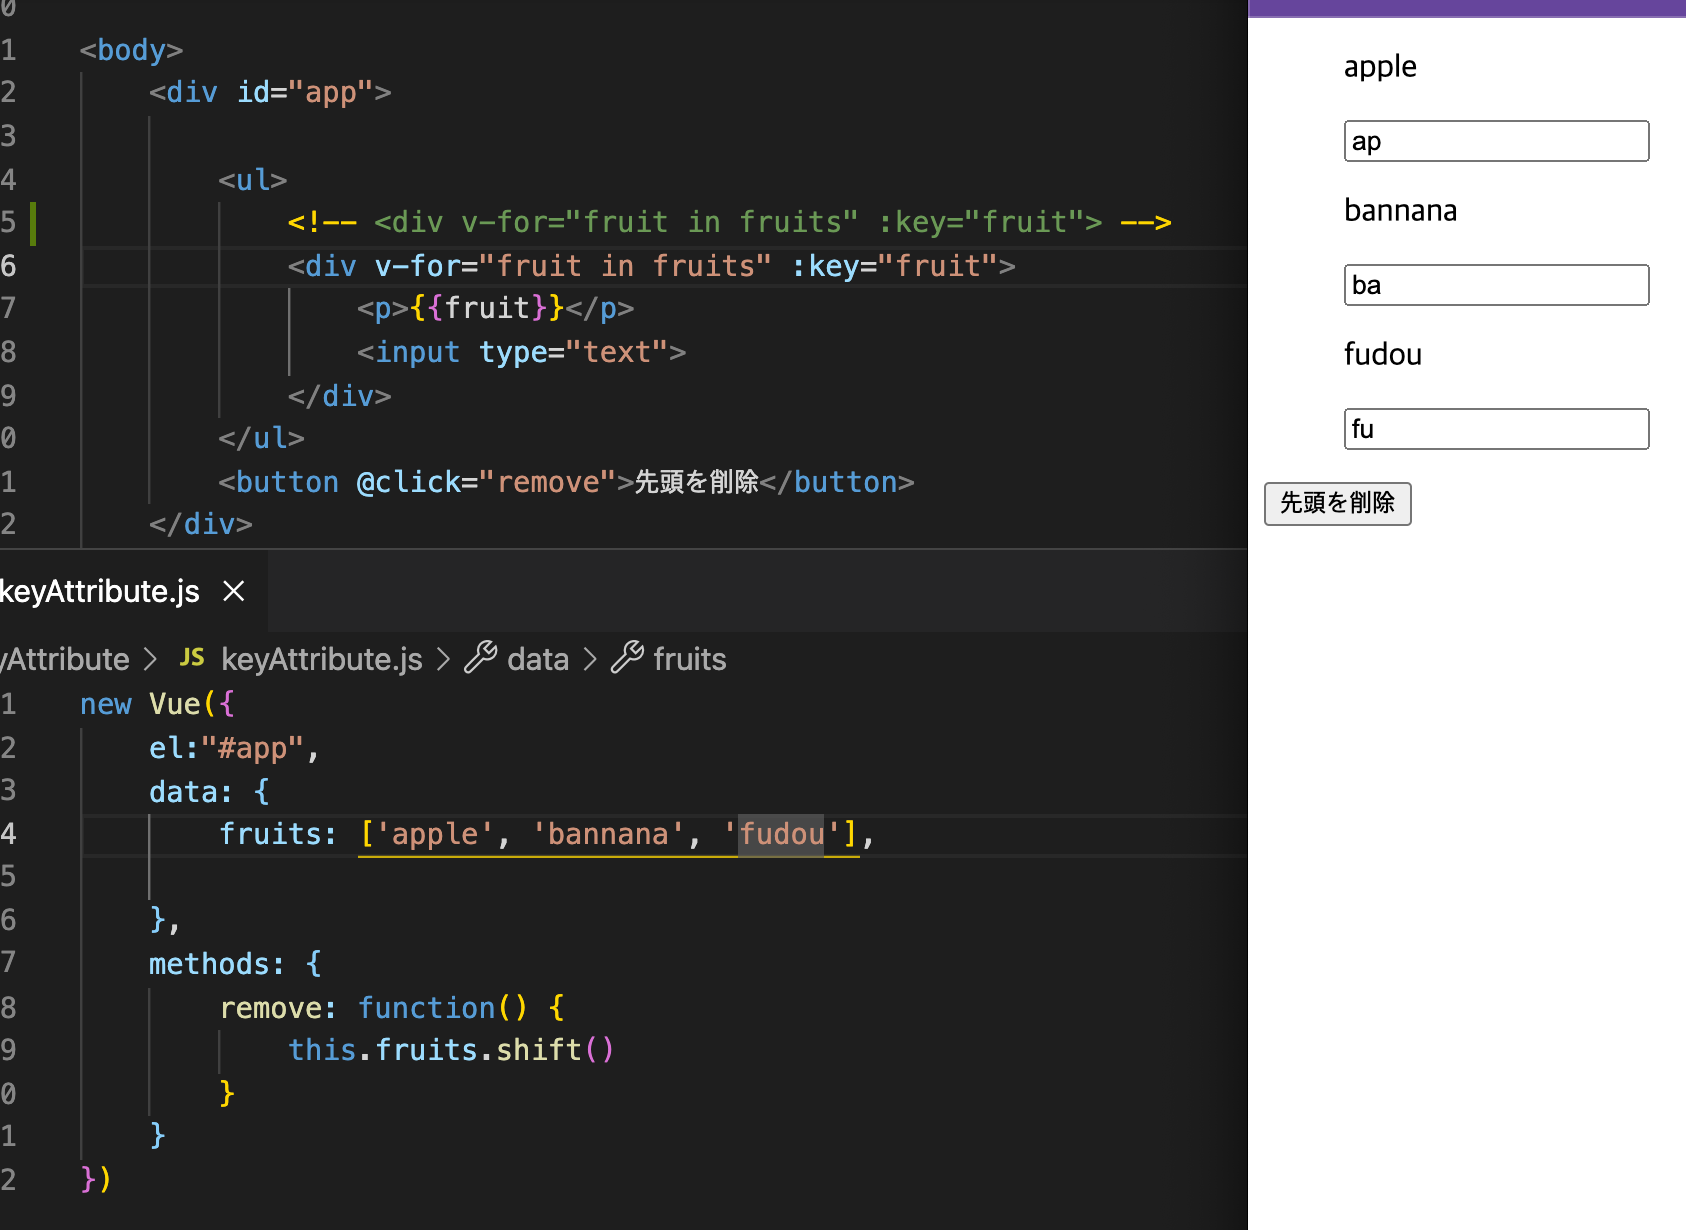 0
1 <body>
2 <div id="app">
3
4 <ul>
5 <!-- <div v-for="fruit in fruits" :key="fruit"> -->
6 <div v-for="fruit in fruits" :key="fruit">
7 <p>{{fruit}}</p>
8 <input type="text">
9 </div>
0 </ul>
1 <button @click="remove">先頭を削除</button>
2 </div>
keyAttribute.js
yAttribute > JS keyAttribute.js > data > fruits
1 new Vue({
2 el:"#app",
3 data: {
4 fruits: ['apple', 'bannana', 'fudou'],
5
6 },
7 methods: {
8 remove: function() {
9 this.fruits.shift()
0 }
1 }
2 })
apple
ap
bannana
ba
fudou
fu
先頭を削除